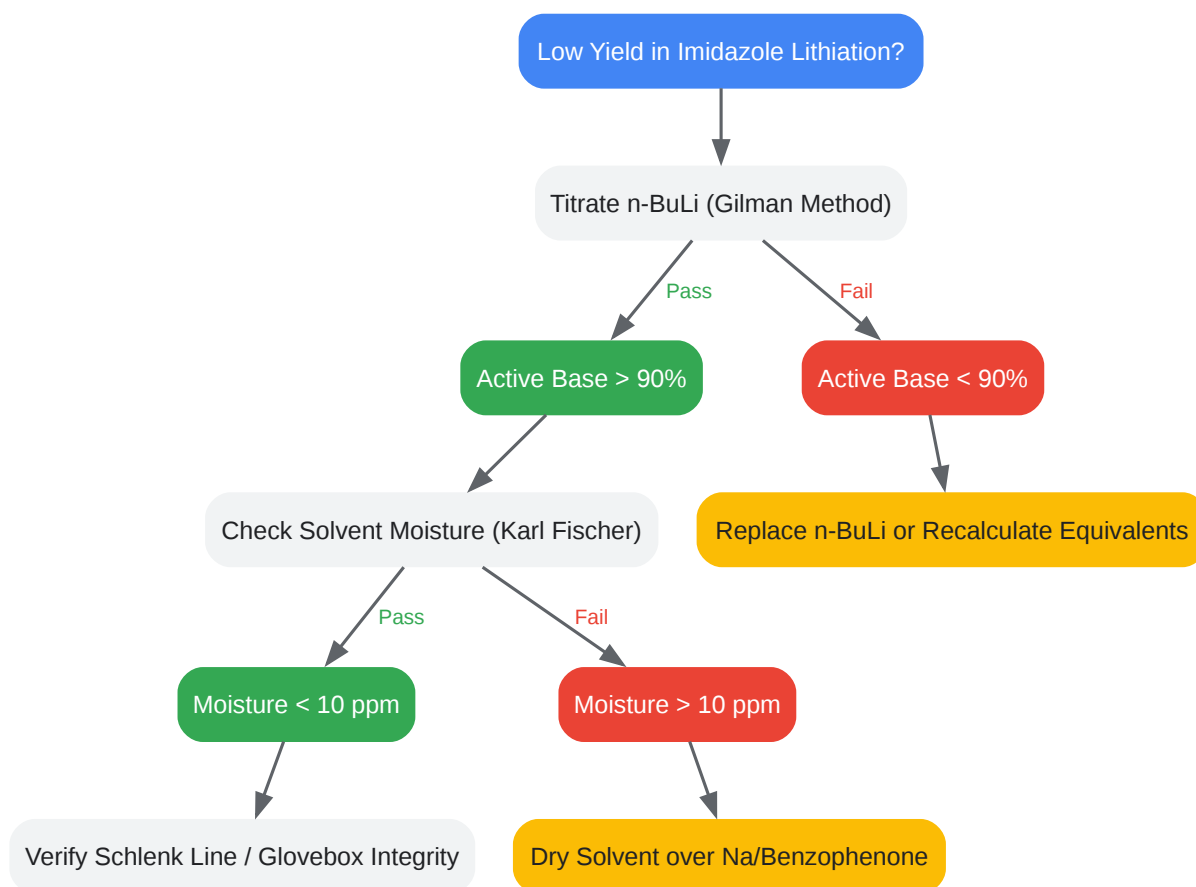 Low Yield in Imidazole Lithiation?
Titrate n-BuLi (Gilman Method)
Pass
Fail
Active Base > 90%
Active Base < 90%
Check Solvent Moisture (Karl Fischer)
Replace n-BuLi or Recalculate Equivalents
Pass
Fail
Moisture < 10 ppm
Moisture > 10 ppm
Verify Schlenk Line / Glovebox Integrity
Dry Solvent over Na/Benzophenone